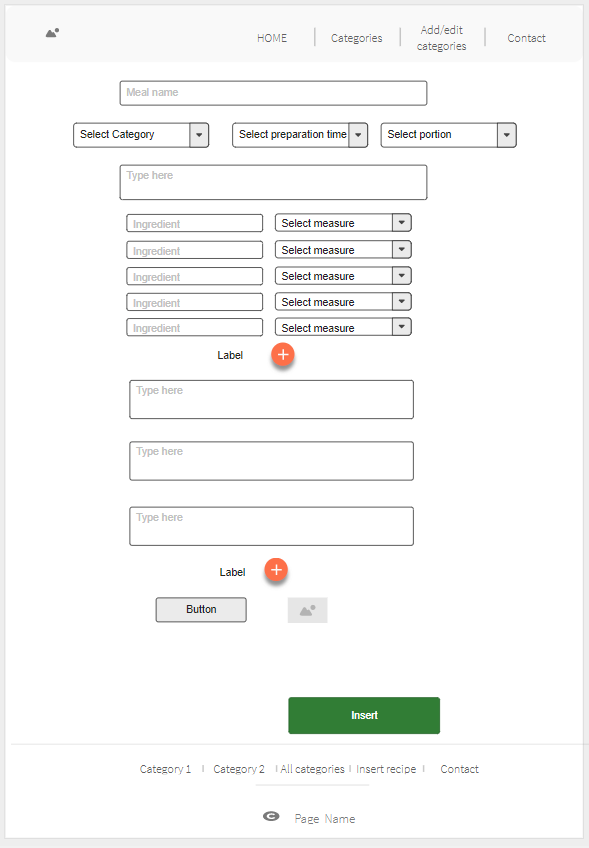 HOME
Categories
Add/edit
categories
Contact
Meal name
Select Category
Select preparation time
Select portion
Type here
Ingredient
Select measure
Ingredient
Select measure
Ingredient
Select measure
Ingredient
Select measure
Ingredient
Select measure
Label
Type here
Type here
Type here
Label
Button
Insert
Category 1
Category 2
All categories
Insert recipe
Contact
Page Name